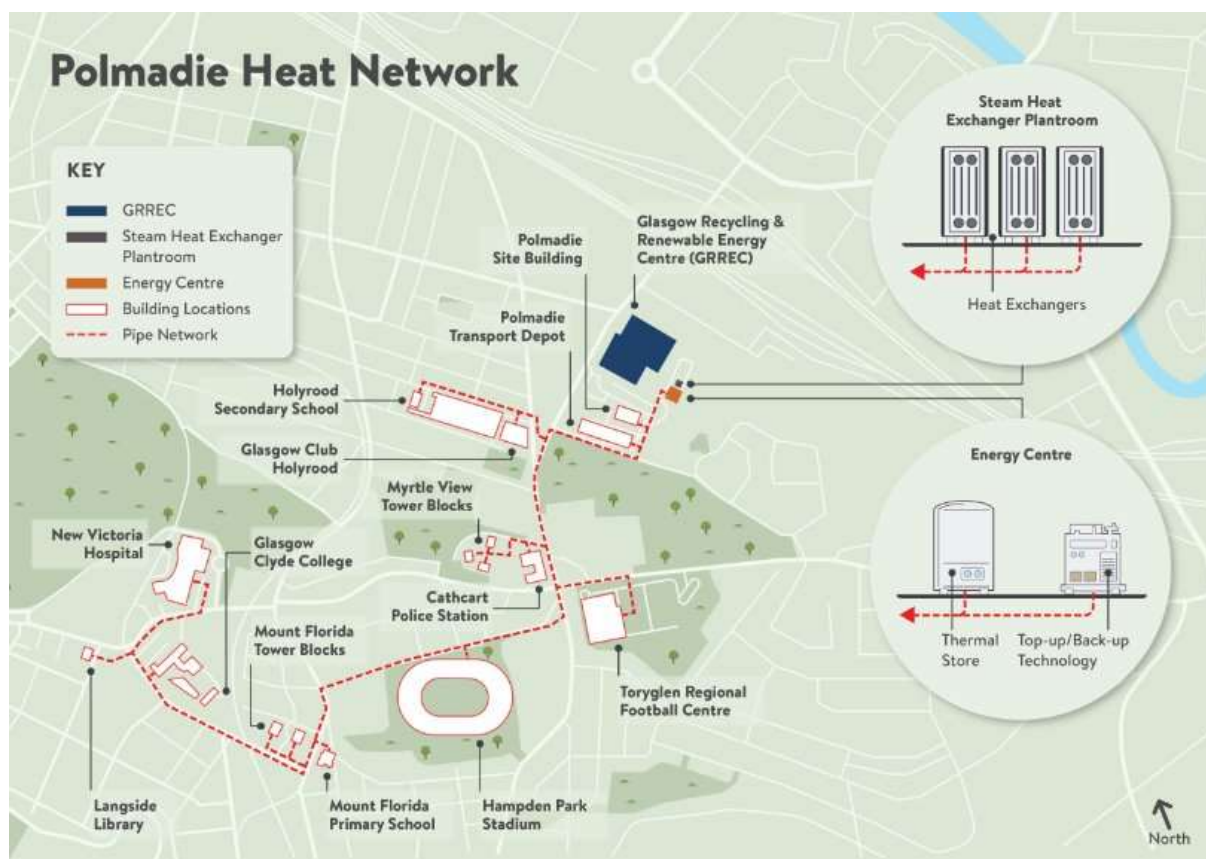 Polmadie Heat Network
KEY
GRREC
Steam Heat Exchanger
Plantroom
Energy Centre
Building Locations
Pipe Network
Steam Heat
Exchanger Plantroom
Heat Exchangers
Glasgow Recycling &
Renewable Energy
Centre (GRREC)
Polmadie
Site Building
Polmadie
Transport Depot
Holyrood
Secondary School
Glasgow Club
Holyrood
Myrtle View
Tower Blocks
New Victoria
Hospital
Glasgow
Clyde College
Cathcart
Police Station
Mount Florida
Tower Blocks
Energy Centre
Thermal
Store
Top-up/Back-up
Technology
Toryglen Regional
Football Centre
Langside
Library
Mount Florida
Primary School
Hampden Park
Stadium
North